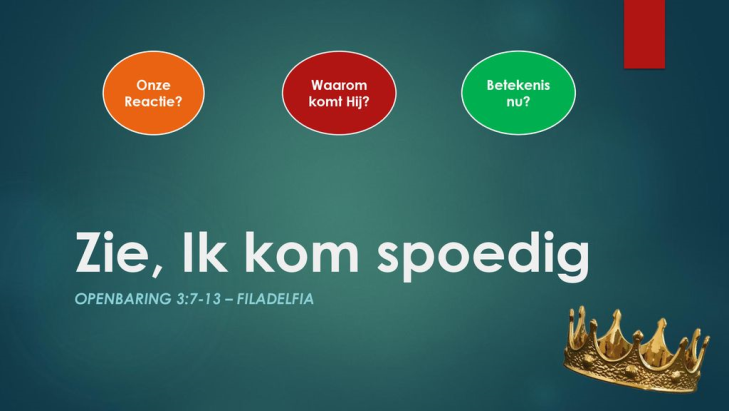 Onze
Reactie?
Waarom
komt Hij?
Betekenis
nu?
Zie, Ik kom spoedig
OPENBARING 3:7-13 – FILADELFIA